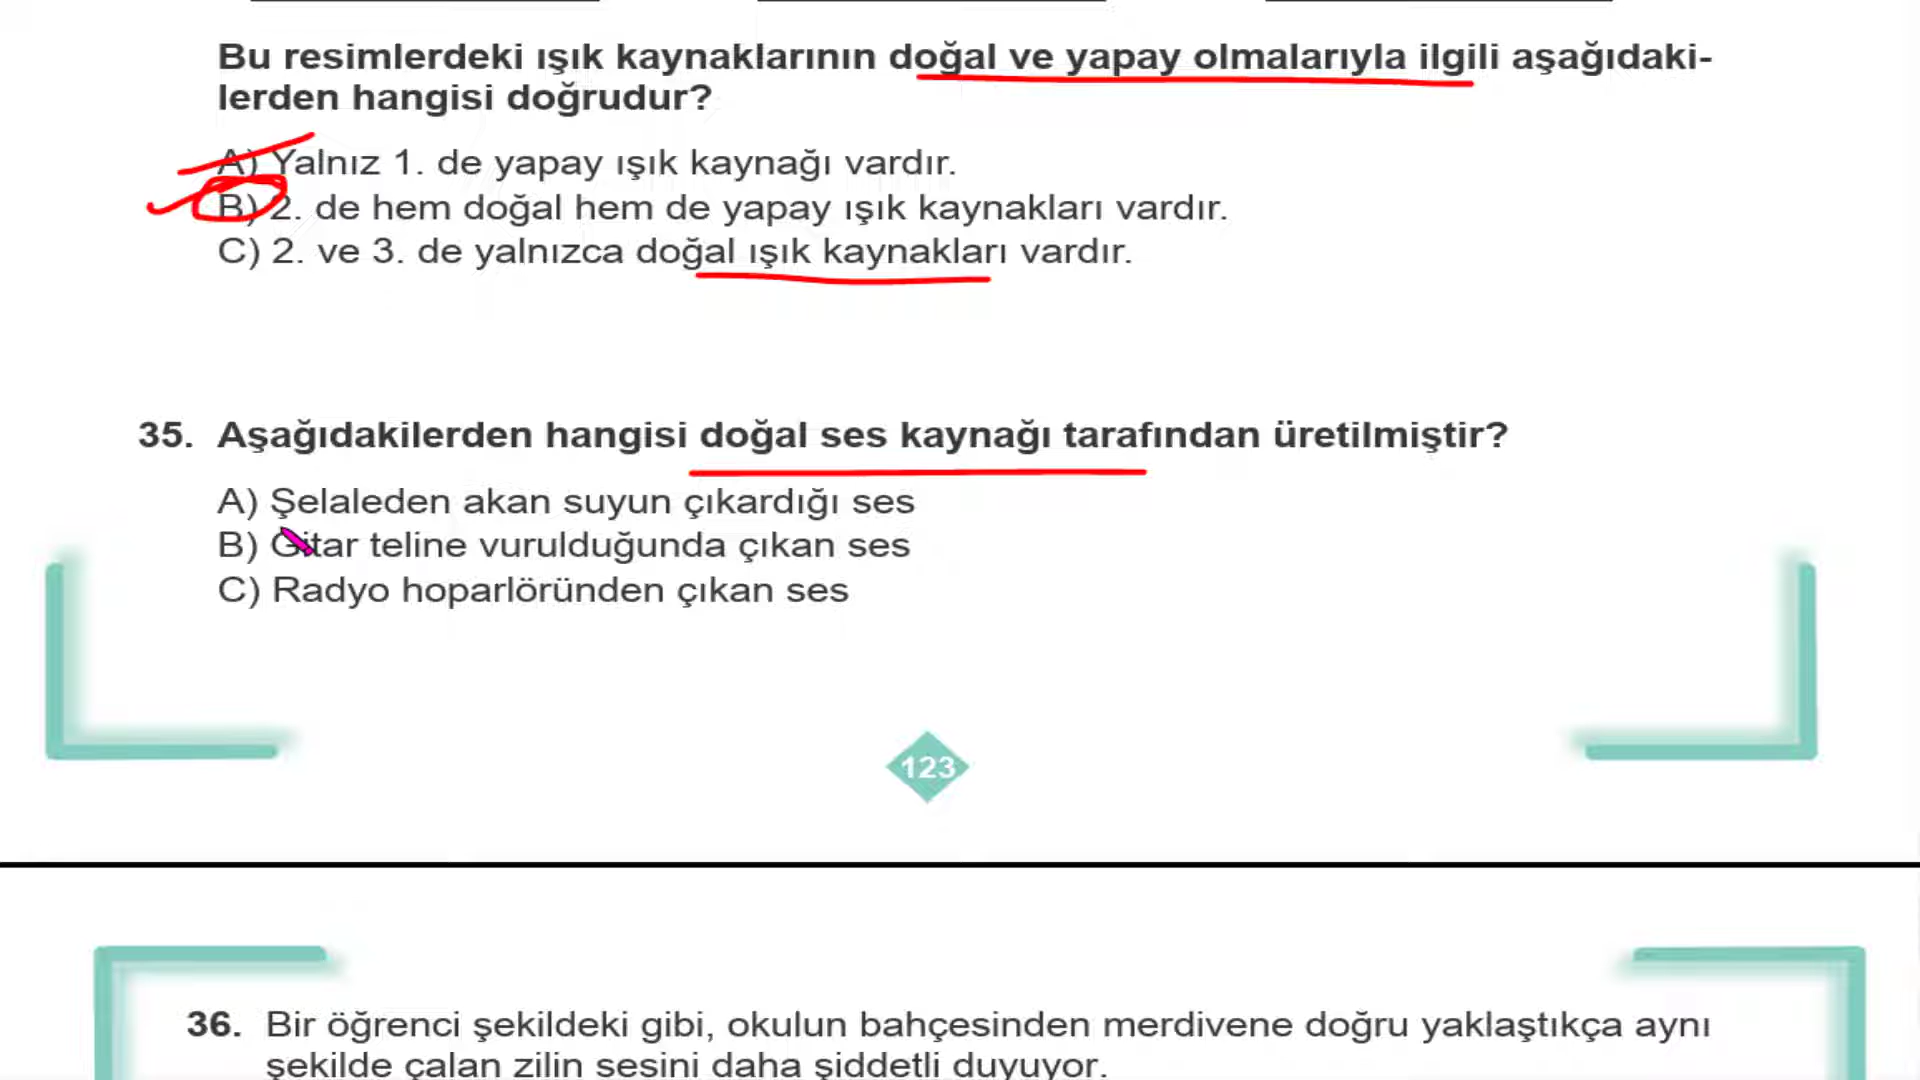 Bu resimlerdeki ışık kaynaklarının doğal ve yapay olmalarıyla ilgili aşağıdaki-
lerden hangisi doğrudur?
A) Yalnız 1. de yapay ışık kaynağı vardır.
B) 2. de hem doğal hem de yapay ışık kaynakları vardır.
C) 2. ve 3. de yalnızca doğal ışık kaynakları vardır.
35. Aşağıdakilerden hangisi doğal ses kaynağı tarafından üretilmiştir?
A) Şelaleden akan suyun çıkardığı ses
B) Gitar teline vurulduğunda çıkan ses
C) Radyo hoparlöründen çıkan ses
123
36. Bir öğrenci şekildeki gibi, okulun bahçesinden merdivene doğru yaklaştıkça aynı
şekilde çalan zilin sesini daha şiddetli duyuyor.